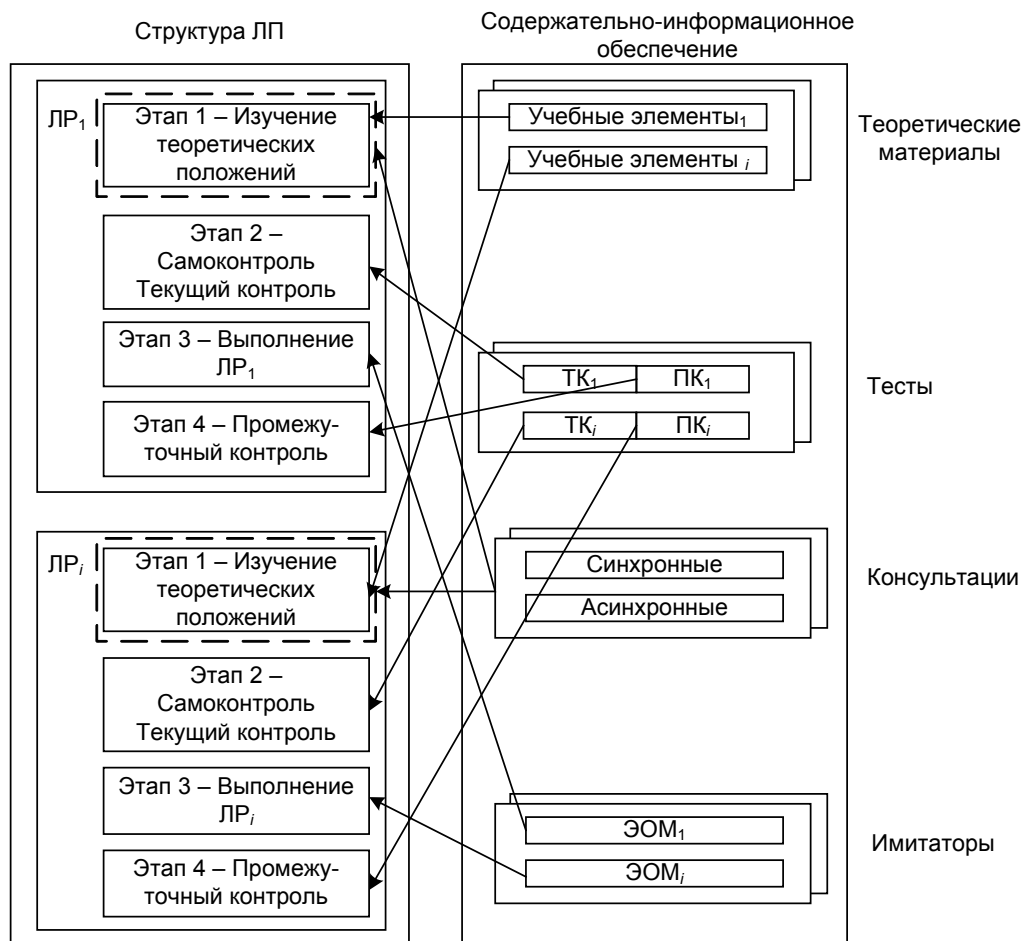 Структура ЛП
Содержательно-информационное
обеспечение
ЛР₁
Этап 1 – Изучение
теоретических
положений
Этап 2 –
Самоконтроль
Текущий контроль
Этап 3 – Выполнение
ЛР₁
Этап 4 – Промежу-
точный контроль
ЛРᵢ
Этап 1 – Изучение
теоретических
положений
Этап 2 –
Самоконтроль
Текущий контроль
Этап 3 – Выполнение
ЛРᵢ
Этап 4 – Промежу-
точный контроль
Учебные элементы₁
Учебные элементы ᵢ
Теоретические
материалы
ТК₁ ПК₁
ТКᵢ ПКᵢ
Тесты
Синхронные
Асинхронные
Консультации
ЭОМ₁
ЭОМᵢ
Имитаторы